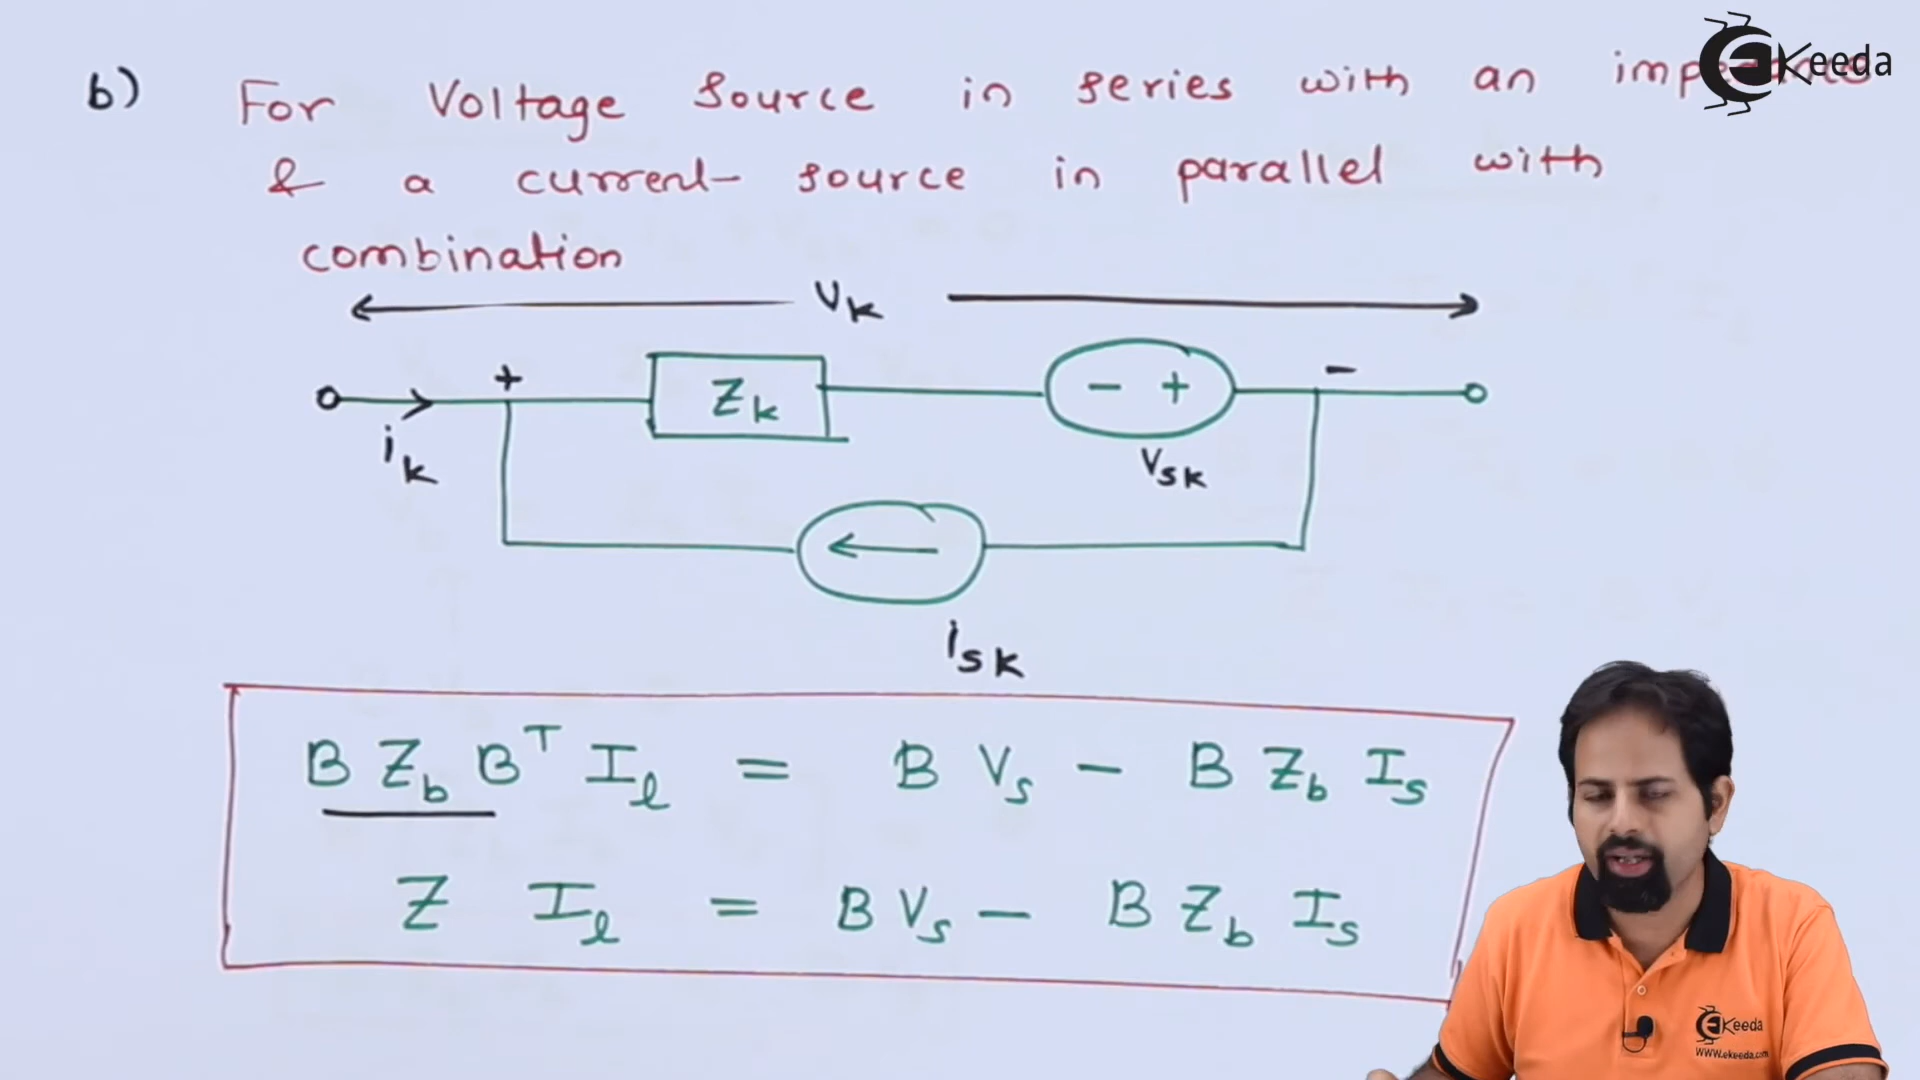 b) For Voltage source in series with an
& a current source in parallel with
combination
Vk
+ Zk - + -
ik
Vsk
isk
B Zb Bᵀ Iℓ = B Vs - B Zb Is
Z Iℓ = B Vs - B Zb Is
EKeeda
EKeeda
www.ekeeda.com